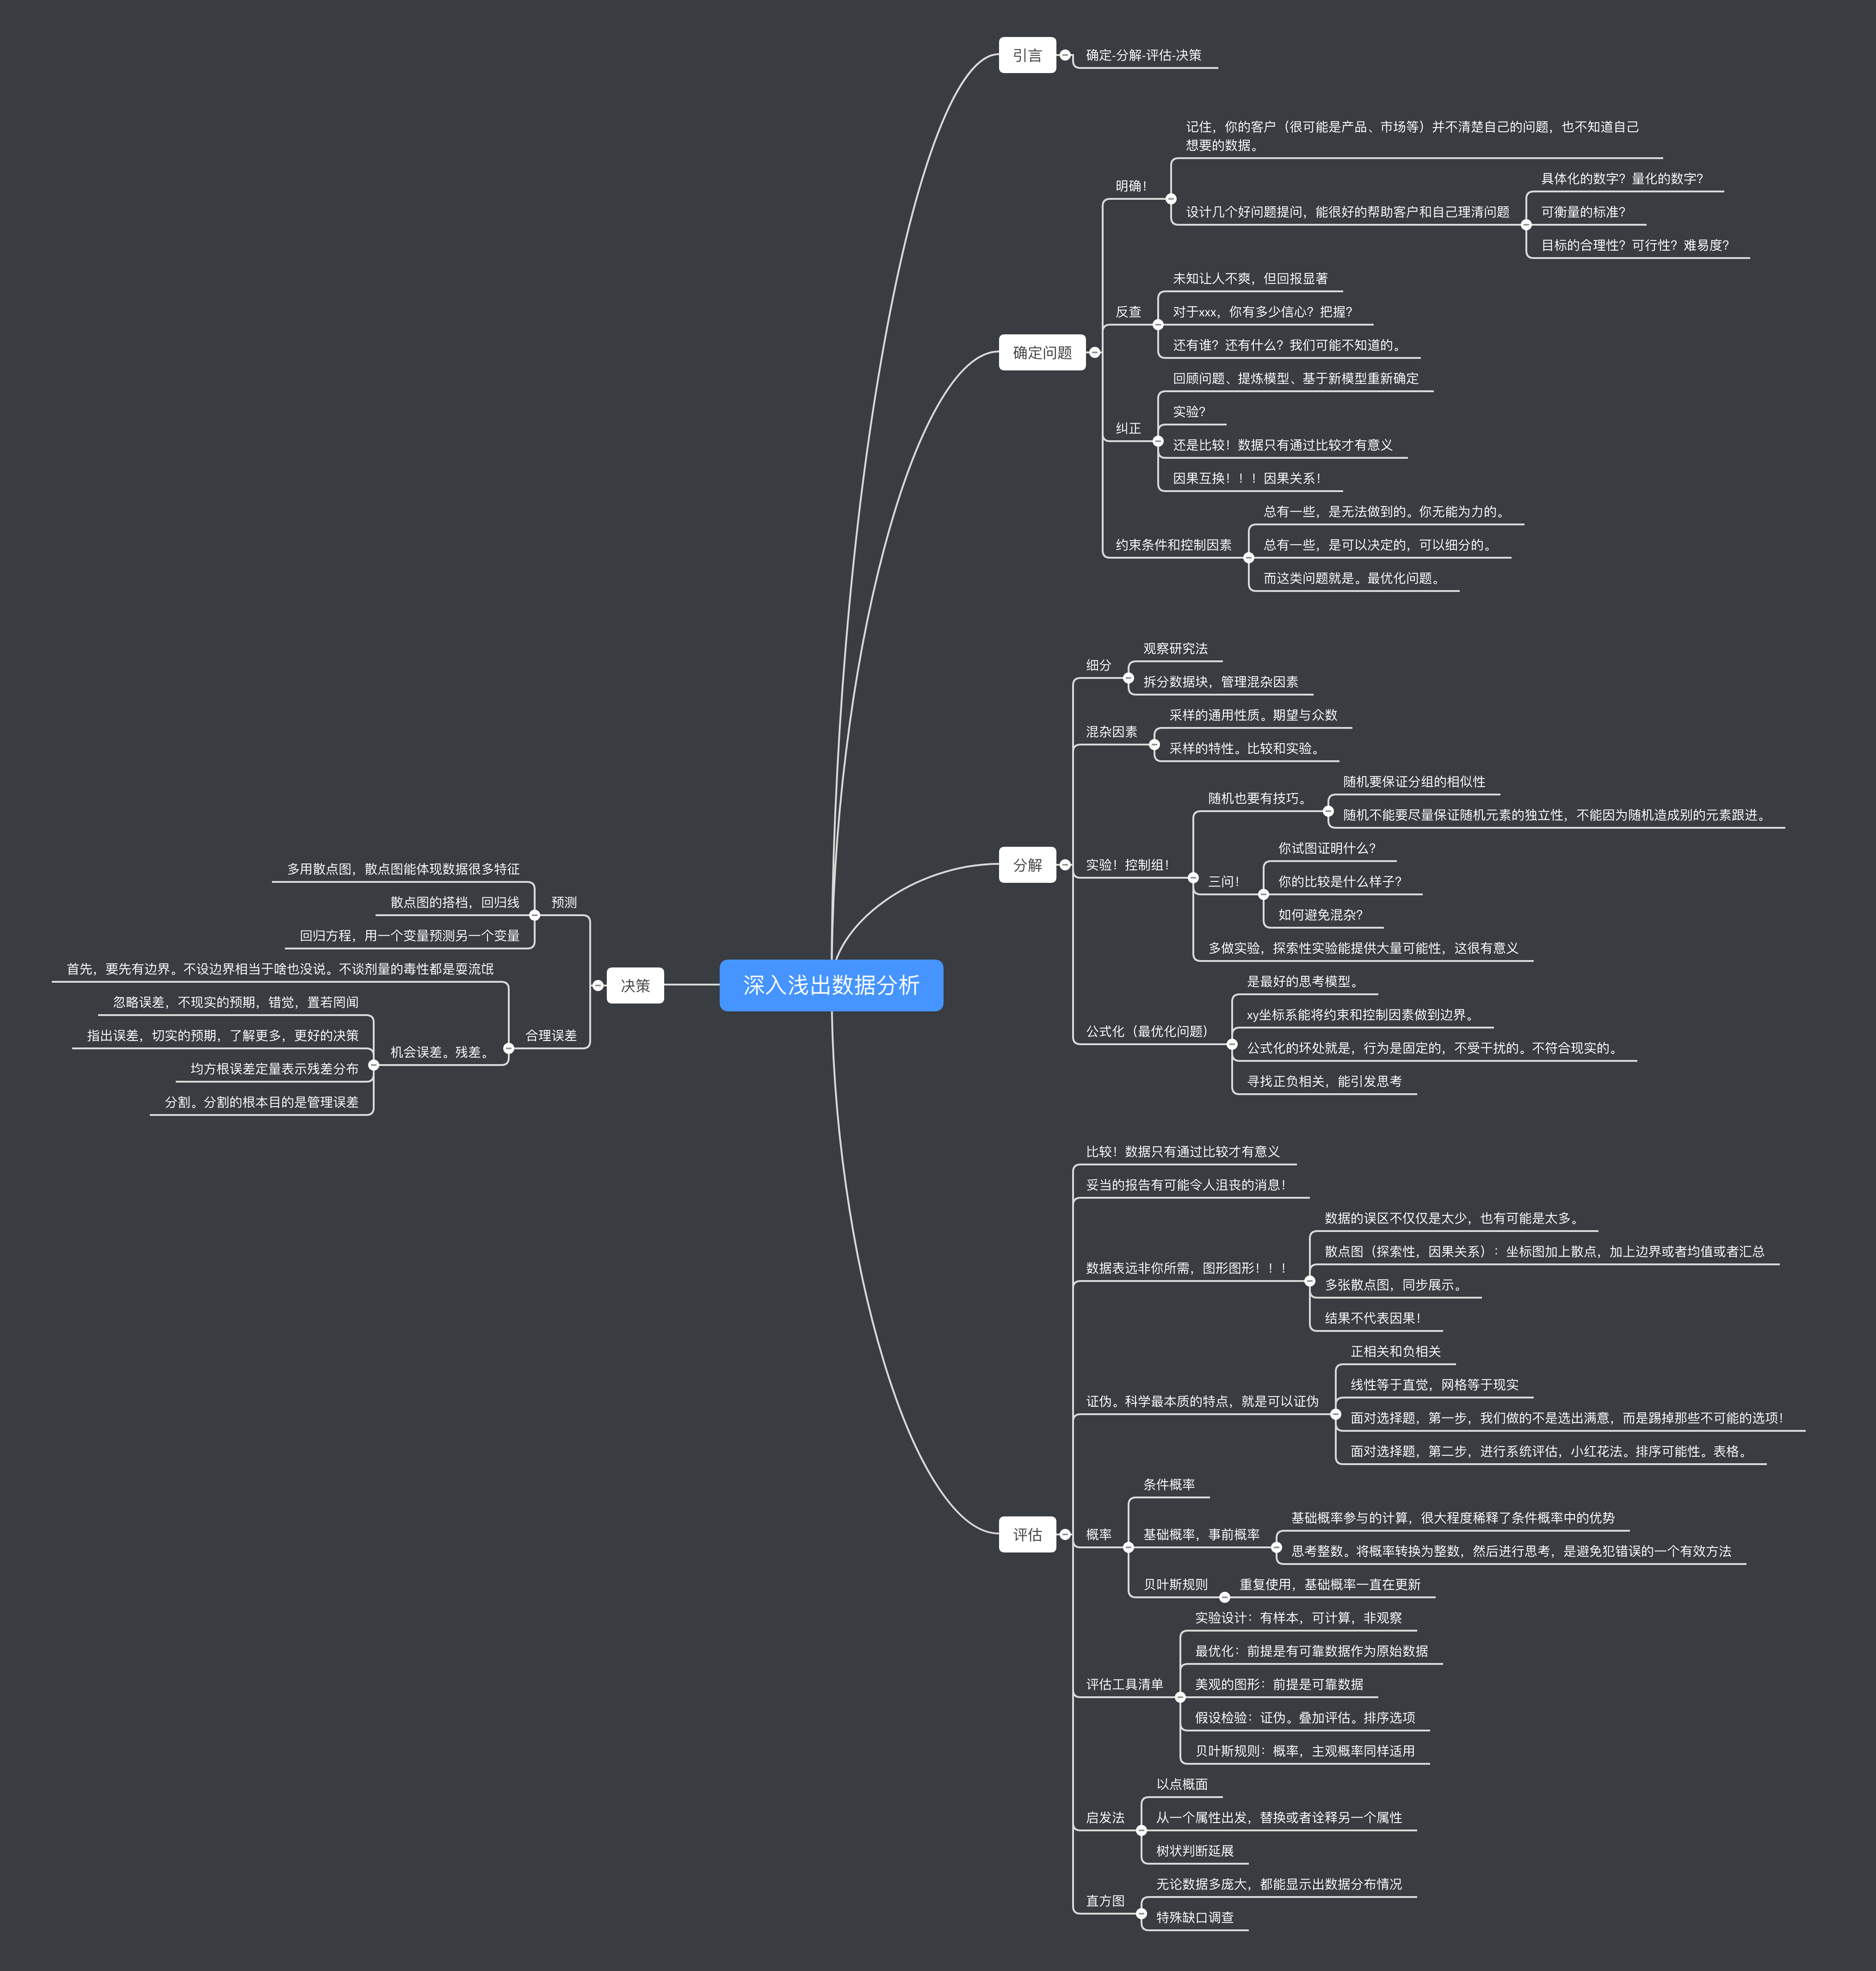 深入浅出数据分析
引言
确定-分解-评估-决策
确定问题
明确！
记住，你的客户（很可能是产品、市场等）并不清楚自己的问题，也不知道自己
想要的数据。
设计几个好问题提问，能很好的帮助客户和自己理清问题
具体化的数字？量化的数字？
可衡量的标准？
目标的合理性？可行性？难易度？
反查
未知让人不爽，但回报显著
对于xxx，你有多少信心？把握？
还有谁？还有什么？我们可能不知道的。
纠正
回顾问题、提炼模型、基于新模型重新确定
实验？
还是比较！数据只有通过比较才有意义
因果互换！！！因果关系！
约束条件和控制因素
总有一些，是无法做到的。你无能为力的。
总有一些，是可以决定的，可以细分的。
而这类问题就是。最优化问题。
分解
细分
观察研究法
拆分数据块，管理混杂因素
混杂因素
采样的通用性质。期望与众数
采样的特性。比较和实验。
实验！控制组！
随机也要有技巧。
随机要保证分组的相似性
随机不能要尽量保证随机元素的独立性，不能因为随机造成别的元素跟进。
三问！
你试图证明什么？
你的比较是什么样子？
如何避免混杂？
多做实验，探索性实验能提供大量可能性，这很有意义
公式化（最优化问题）
是最好的思考模型。
xy坐标系能将约束和控制因素做到边界。
公式化的坏处就是，行为是固定的，不受干扰的。不符合现实的。
寻找正负相关，能引发思考
评估
比较！数据只有通过比较才有意义
妥当的报告有可能令人沮丧的消息！
数据表远非你所需，图形图形！！！
数据的误区不仅仅是太少，也有可能是太多。
散点图（探索性，因果关系）：坐标图加上散点，加上边界或者均值或者汇总
多张散点图，同步展示。
结果不代表因果！
证伪。科学最本质的特点，就是可以证伪
正相关和负相关
线性等于直觉，网格等于现实
面对选择题，第一步，我们做的不是选出满意，而是踢掉那些不可能的选项！
面对选择题，第二步，进行系统评估，小红花法。排序可能性。表格。
概率
条件概率
基础概率，事前概率
基础概率参与的计算，很大程度稀释了条件概率中的优势
思考整数。将概率转换为整数，然后进行思考，是避免犯错误的一个有效方法
贝叶斯规则
重复使用，基础概率一直在更新
评估工具清单
实验设计：有样本，可计算，非观察
最优化：前提是有可靠数据作为原始数据
美观的图形：前提是可靠数据
假设检验：证伪。叠加评估。排序选项
贝叶斯规则：概率，主观概率同样适用
启发法
以点概面
从一个属性出发，替换或者诠释另一个属性
树状判断延展
直方图
无论数据多庞大，都能显示出数据分布情况
特殊缺口调查
决策
预测
多用散点图，散点图能体现数据很多特征
散点图的搭档，回归线
回归方程，用一个变量预测另一个变量
合理误差
首先，要先有边界。不设边界相当于啥也没说。不谈剂量的毒性都是耍流氓
机会误差。残差。
忽略误差，不现实的预期，错觉，置若罔闻
指出误差，切实的预期，了解更多，更好的决策
均方根误差定量表示残差分布
分割。分割的根本目的是管理误差